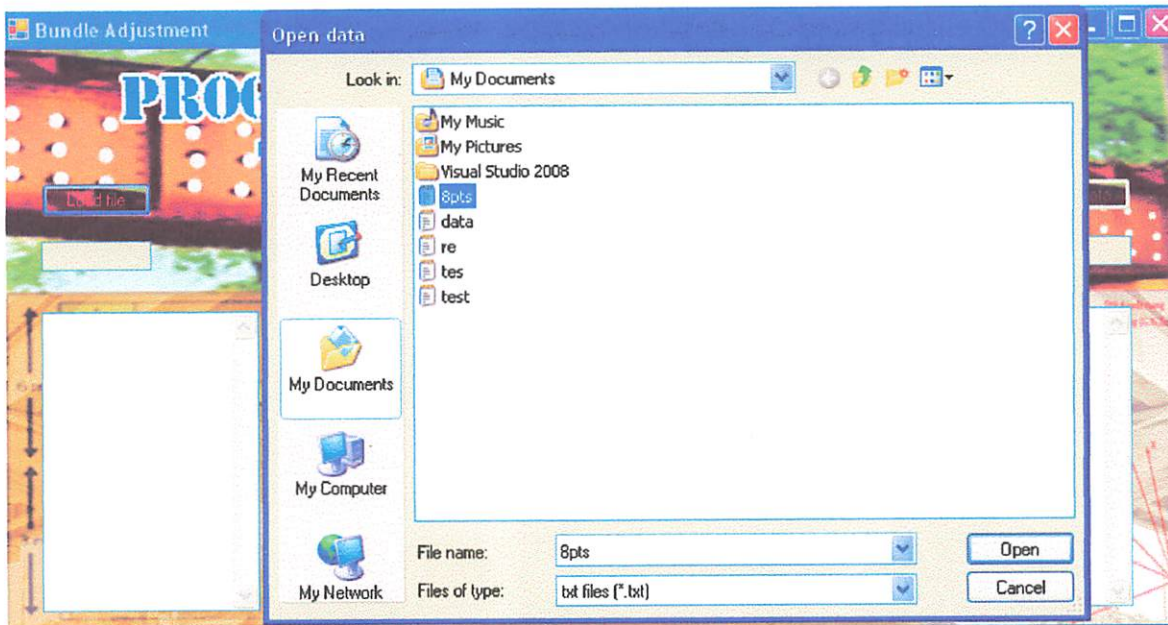 Bundle Adjustment
Open data
PROG
Load file
Look in:
My Documents
My Recent
Documents
Desktop
My Documents
My Computer
My Network
My Music
My Pictures
Visual Studio 2008
8pts
data
re
tes
test
File name:
8pts
Open
Files of type:
txt files (*.txt)
Cancel